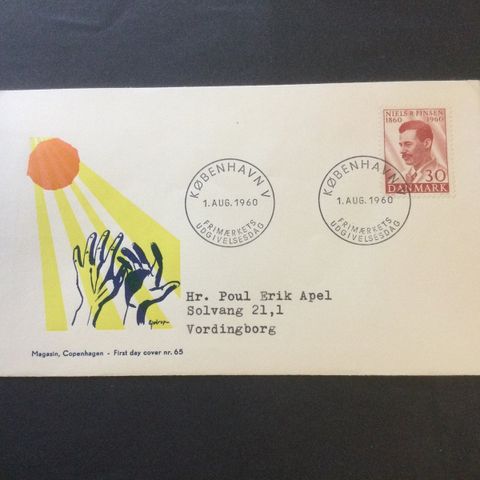 NIELS R FINSEN
1860 1960
30
DANMARK
KØBENHAVN V
1. AUG. 1960
FRIMÆRKETS
UDGIVELSESDAG
KØBENHAVN V
1. AUG. 1960
FRIMÆRKETS
UDGIVELSESDAG
Hr. Poul Erik Apel
Solvang 21,1
Vordingborg
Magasin, Copenhagen - First day cover nr. 65